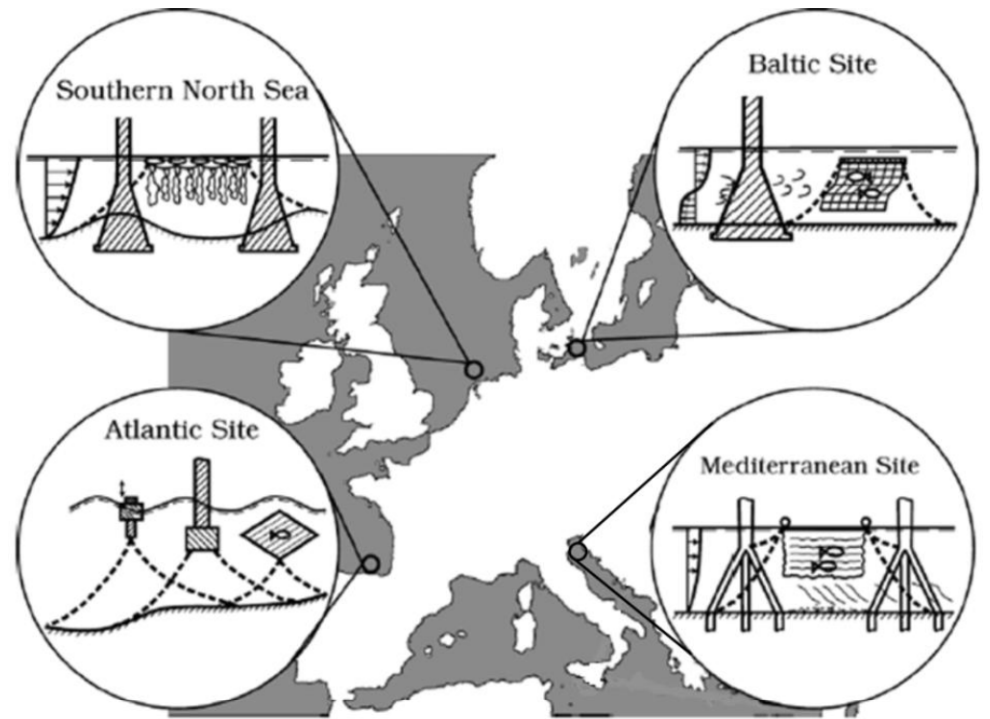 Southern North Sea
Baltic Site
Atlantic Site
Mediterranean Site